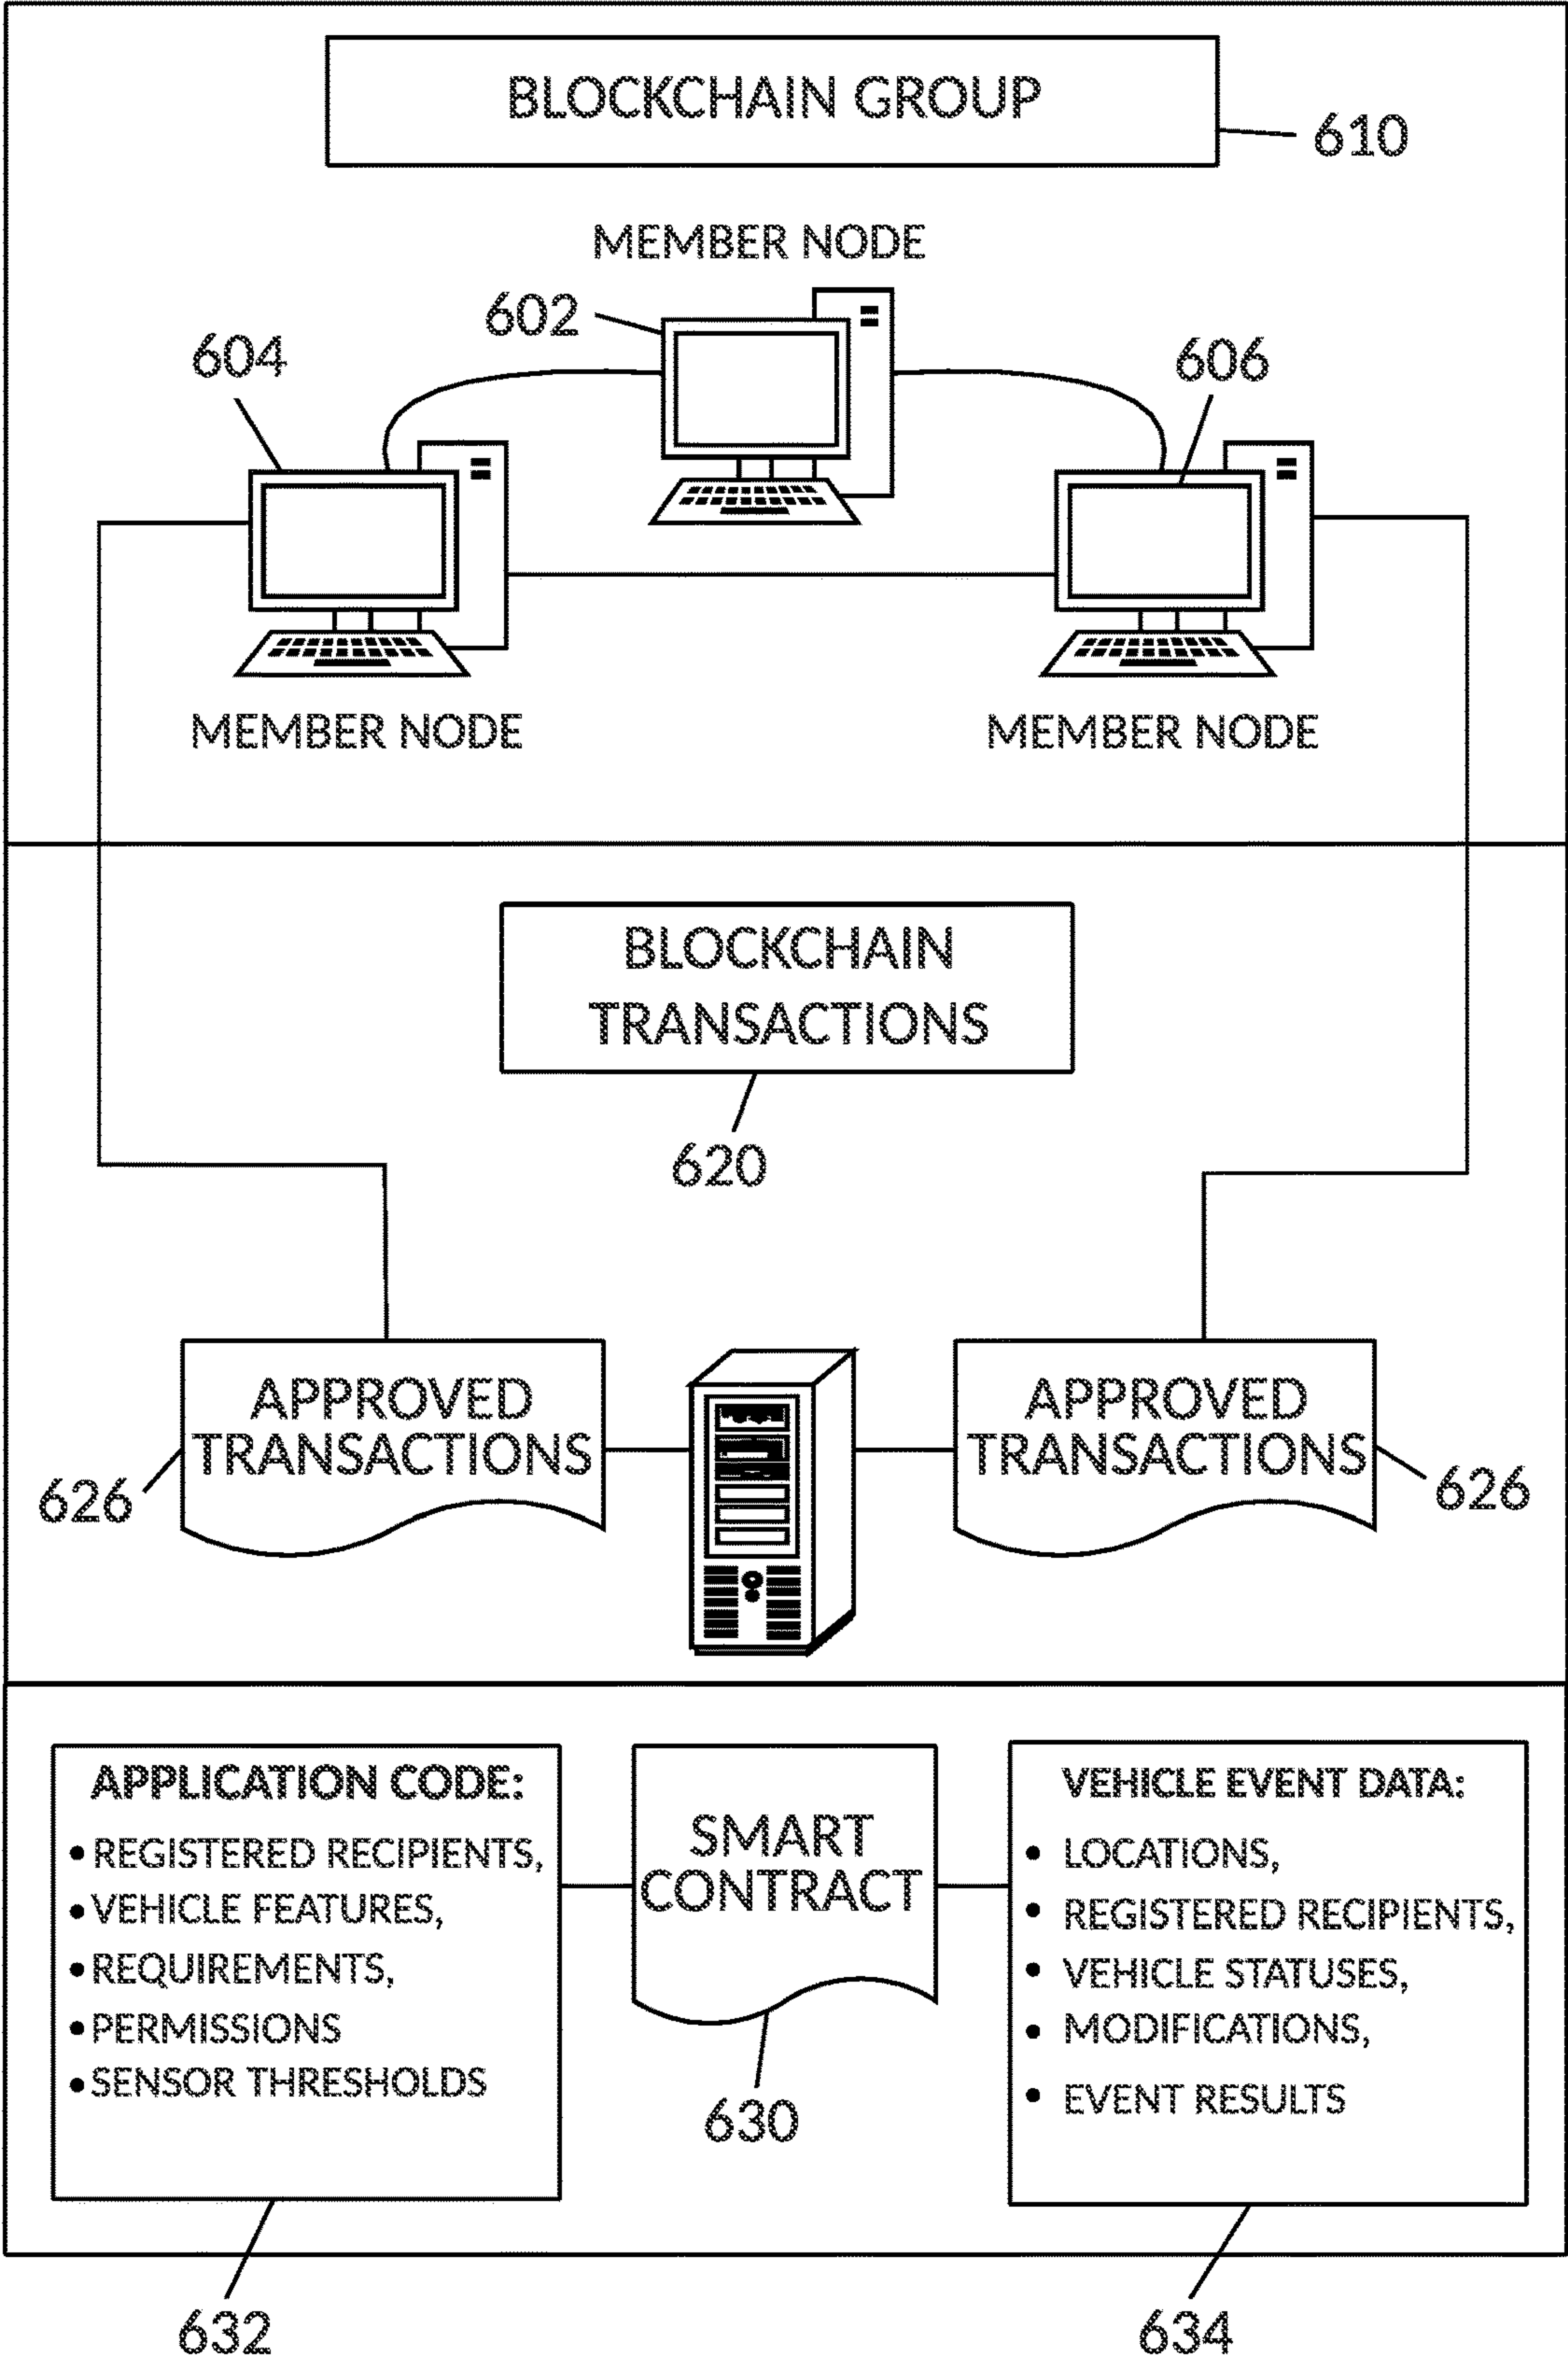 BLOCKCHAIN GROUP
610
MEMBER NODE
602
604
606
MEMBER NODE
MEMBER NODE
BLOCKCHAIN
TRANSACTIONS
620
APPROVED
TRANSACTIONS
626
APPROVED
TRANSACTIONS
626
APPLICATION CODE:
• REGISTERED RECIPIENTS,
• VEHICLE FEATURES,
• REQUIREMENTS,
• PERMISSIONS
• SENSOR THRESHOLDS
632
SMART
CONTRACT
630
VEHICLE EVENT DATA:
• LOCATIONS,
• REGISTERED RECIPIENTS,
• VEHICLE STATUSES,
• MODIFICATIONS,
• EVENT RESULTS
634